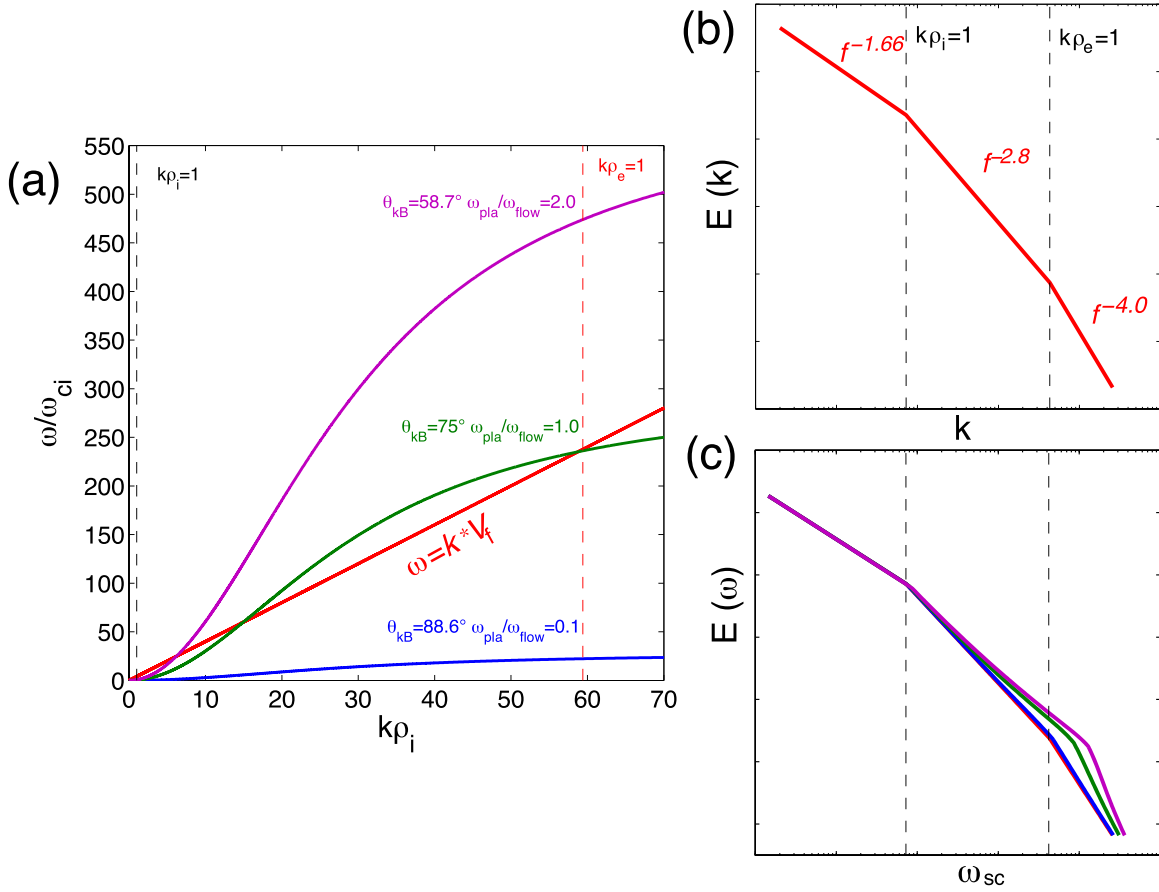 (a)
550
500
450
400
350
300
250
200
150
100
50
0
ω/ω_ci
kρ_i=1
kρ_e=1
θ_kB=58.7° ω_pla/ω_flow=2.0
θ_kB=75° ω_pla/ω_flow=1.0
ω=k*V_f
θ_kB=88.6° ω_pla/ω_flow=0.1
0 10 20 30 40 50 60 70
kρ_i
(b)
f^-1.66
kρ_i=1
kρ_e=1
f^-2.8
f^-4.0
E (k)
k
(c)
E (ω)
ω_sc